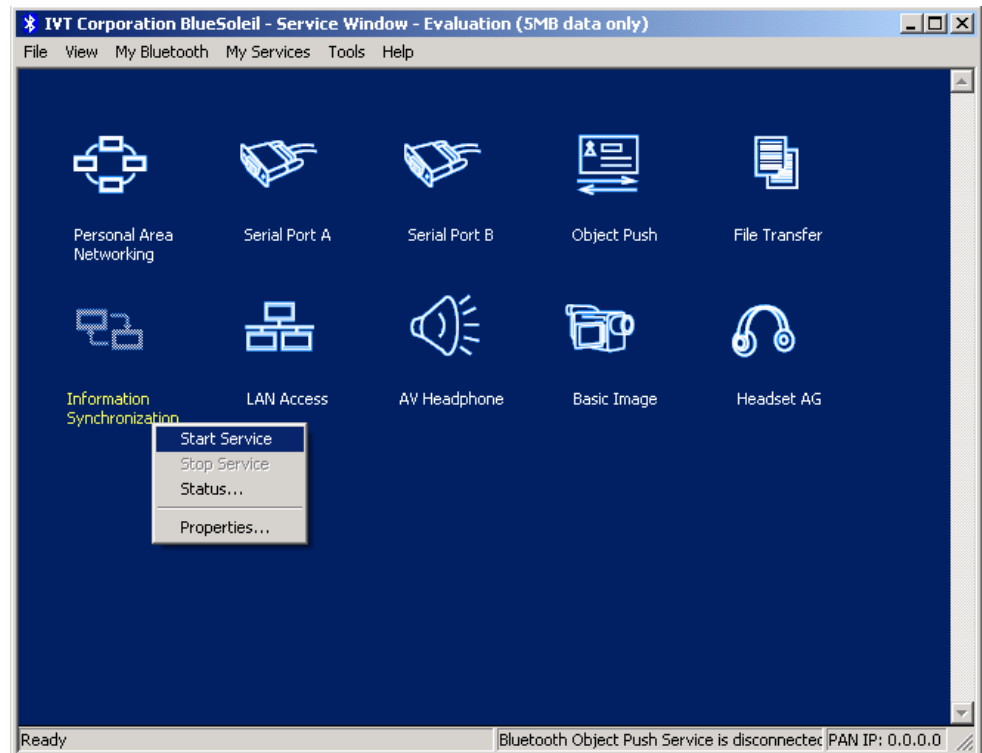 IVT Corporation BlueSoleil - Service Window - Evaluation (5MB data only)
File View My Bluetooth My Services Tools Help
Personal Area
Networking
Serial Port A
Serial Port B
Object Push
File Transfer
Information
Synchronization
LAN Access
AV Headphone
Basic Image
Headset AG
Start Service
Stop Service
Status...
Properties...
Ready
Bluetooth Object Push Service is disconnected
PAN IP: 0.0.0.0